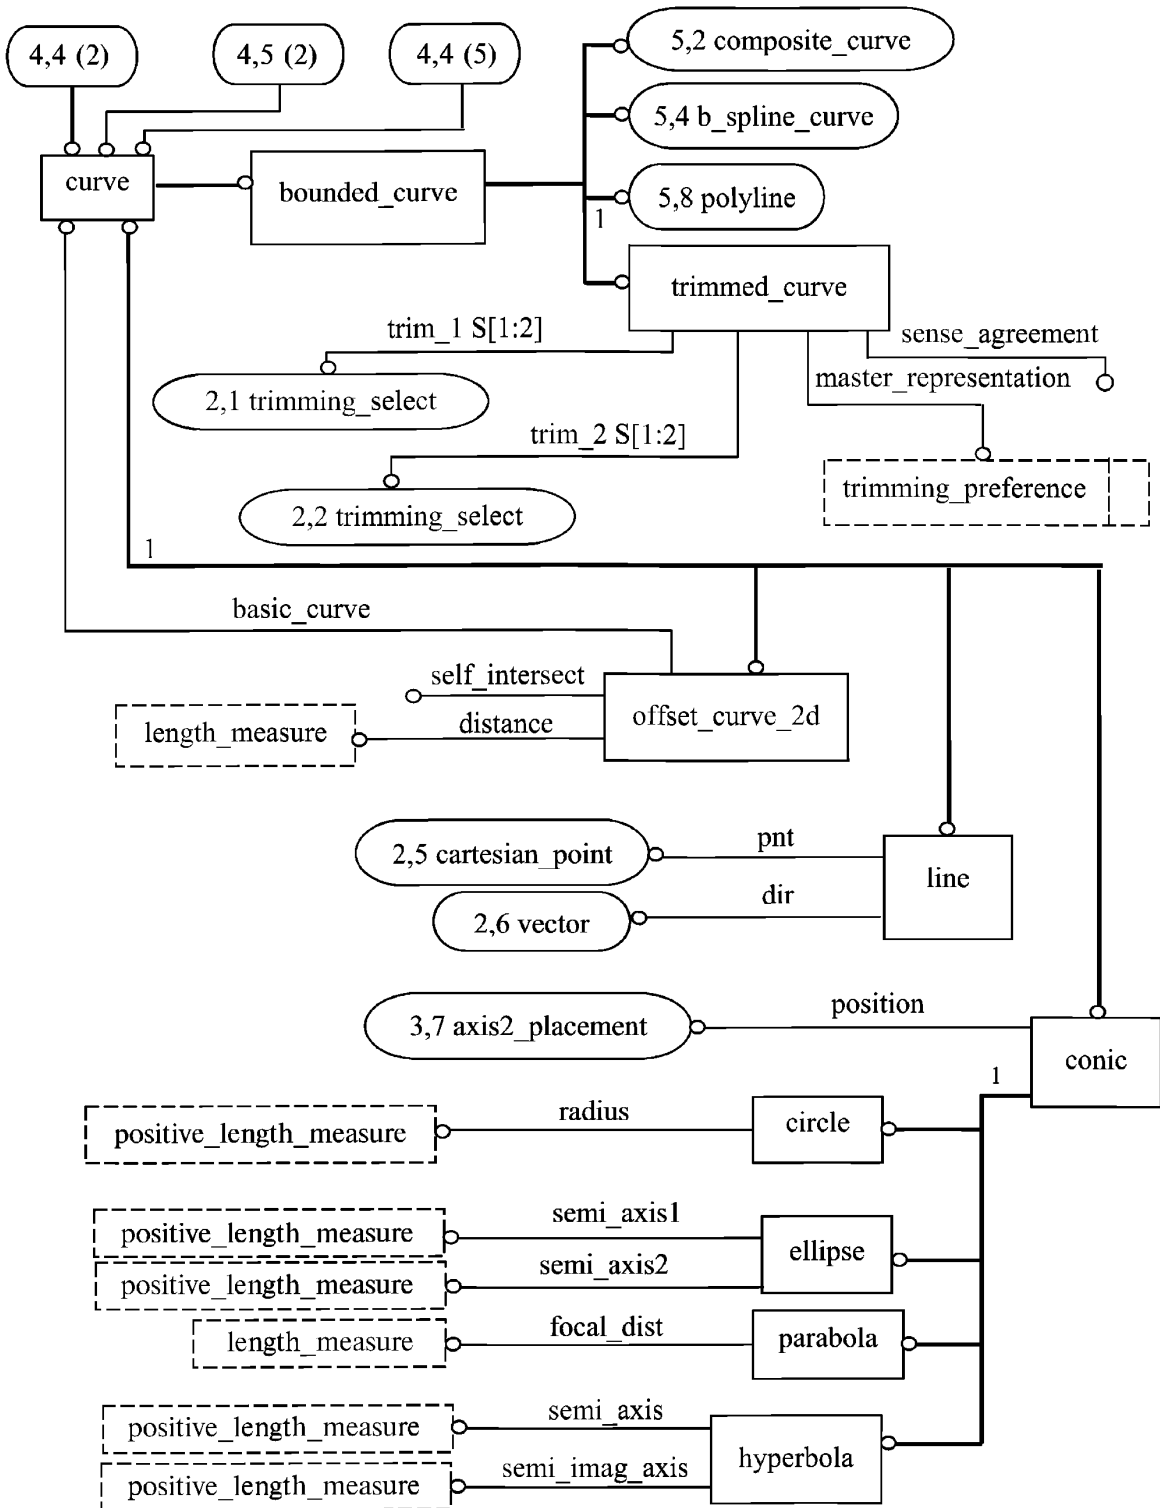 4,4 (2)
4,5 (2)
4,4 (5)
5,2 composite_curve
5,4 b_spline_curve
curve
bounded_curve
5,8 polyline
1
trimmed_curve
trim_1 S[1:2]
sense_agreement
master_representation
2,1 trimming_select
trim_2 S[1:2]
trimming_preference
2,2 trimming_select
1
basic_curve
self_intersect
offset_curve_2d
length_measure
distance
pnt
2,5 cartesian_point
line
dir
2,6 vector
position
3,7 axis2_placement
conic
1
radius
circle
positive_length_measure
semi_axis1
positive_length_measure
ellipse
semi_axis2
positive_length_measure
focal_dist
parabola
length_measure
semi_axis
positive_length_measure
hyperbola
semi_imag_axis
positive_length_measure